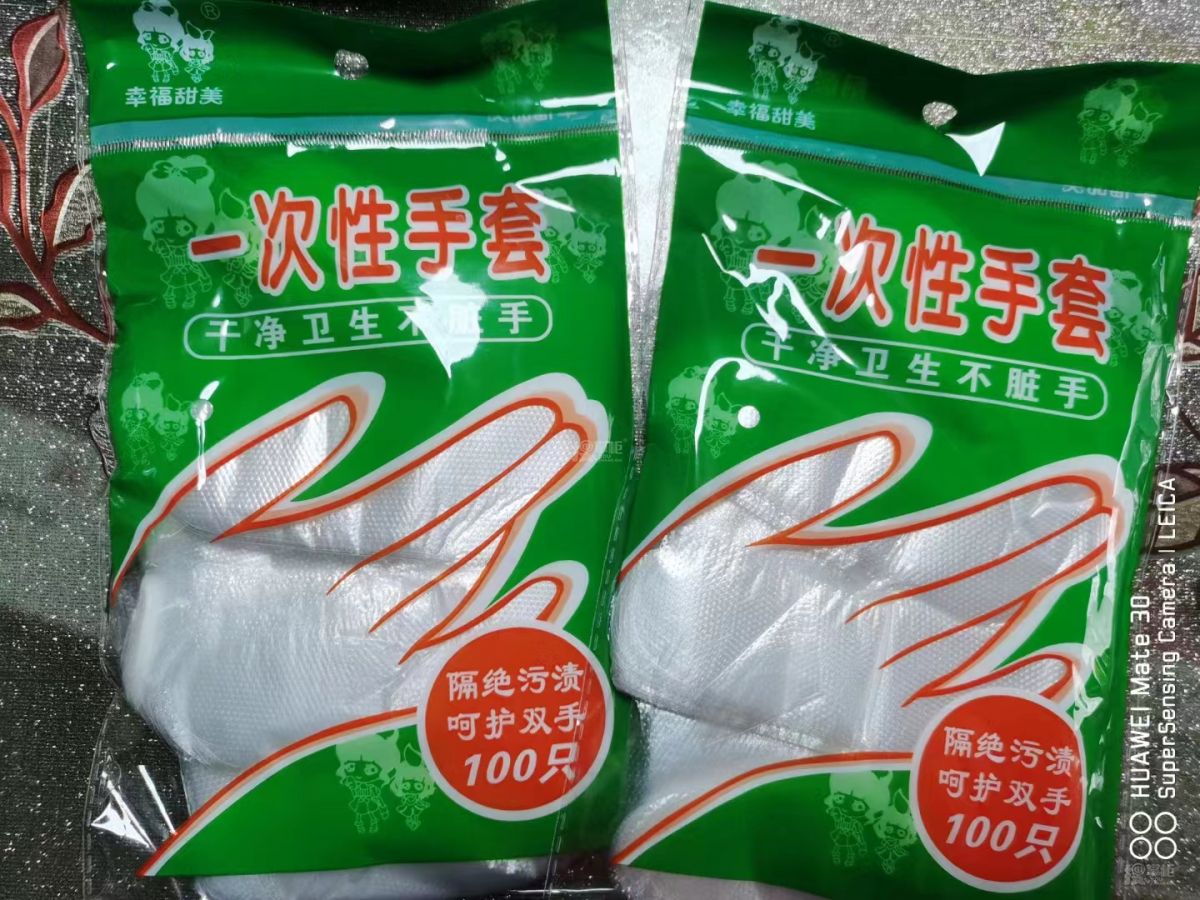 ®
幸福甜美
一次性手套
干净卫生不脏手
隔绝污渍
呵护双手
100只
幸福甜美
一次性手套
干净卫生不脏手
隔绝污渍
呵护双手
100只
HUAWEI Mate 30
SuperSensing Camera | LEICA